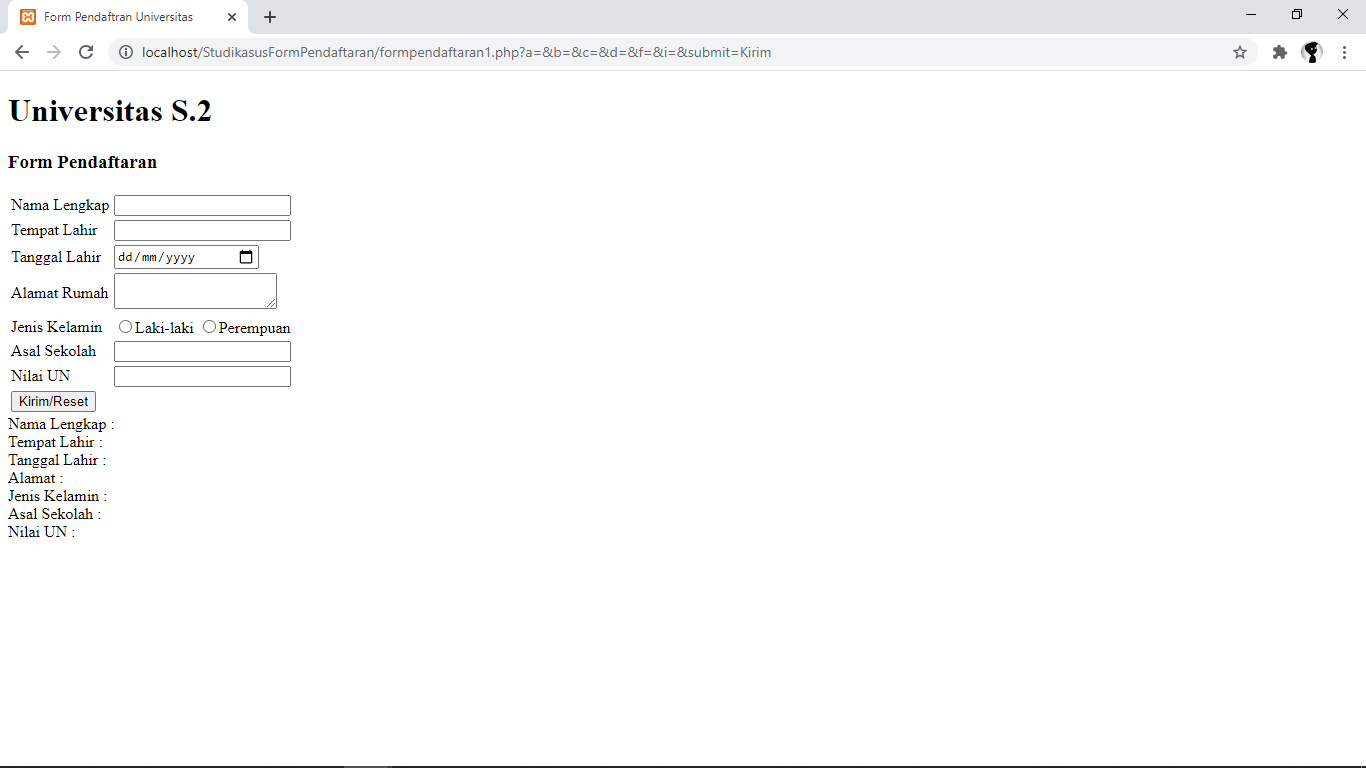 Form Pendaftran Universitas
localhost/StudikasusFormPendaftaran/formpendaftaran1.php?a=&b=&c=&d=&f=&i=&submit=Kirim
Universitas S.2
Form Pendaftaran
Nama Lengkap
Tempat Lahir
Tanggal Lahir dd/mm/yyyy
Alamat Rumah
Jenis Kelamin Laki-laki Perempuan
Asal Sekolah
Nilai UN
Kirim/Reset
Nama Lengkap :
Tempat Lahir :
Tanggal Lahir :
Alamat :
Jenis Kelamin :
Asal Sekolah :
Nilai UN :